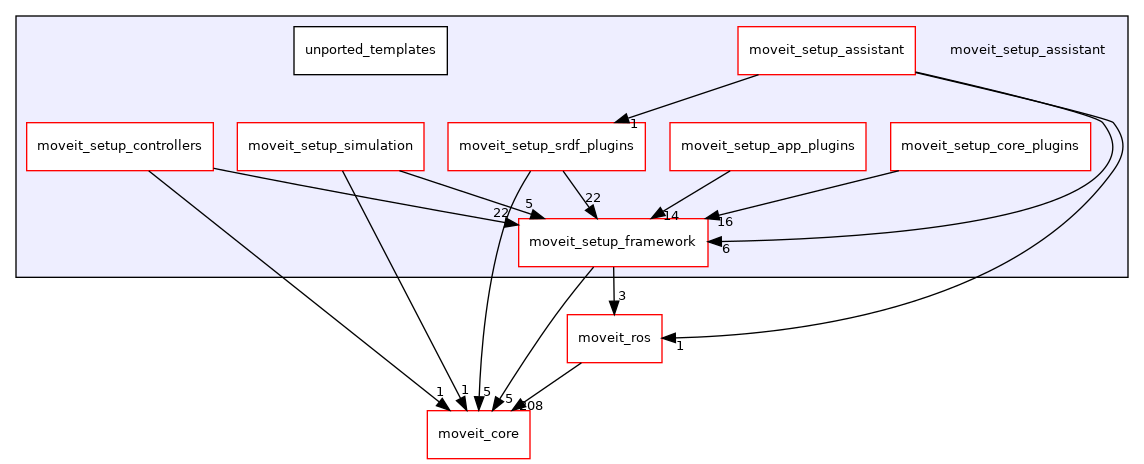 unported_templates
moveit_setup_assistant
moveit_setup_assistant
1
moveit_setup_controllers
moveit_setup_simulation
moveit_setup_srdf_plugins
moveit_setup_app_plugins
moveit_setup_core_plugins
22
5
22
14
16
moveit_setup_framework
6
3
moveit_ros
1
1
1
5
5
208
moveit_core